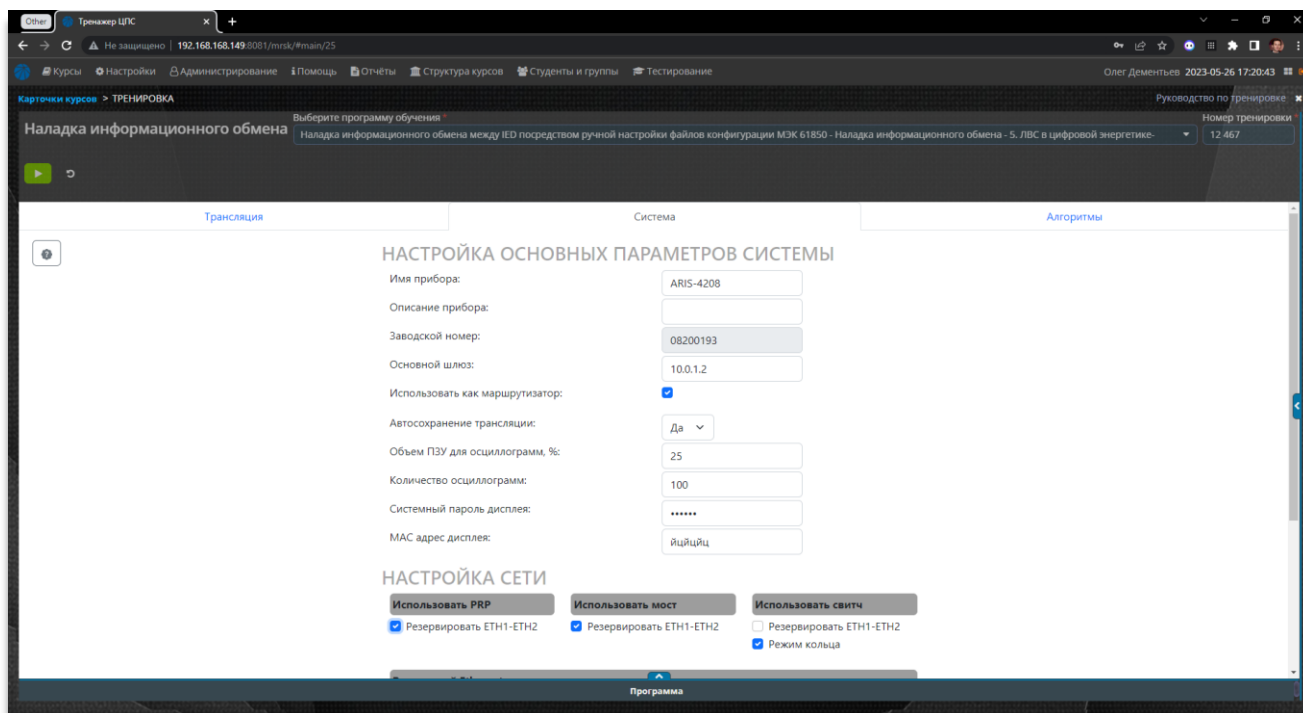 Other Тренажер ЦПС
Не защищено 192.168.168.149:8081/mrsk/#main/25
Курсы Настройки Администрирование Помощь Отчёты Структура курсов Студенты и группы Тестирование Олег Дементьев 2023-05-26 17:20:43
Карточки курсов > ТРЕНИРОВКА Руководство по тренировке
Выберите программу обучения * Номер тренировки *
Наладка информационного обмена
Наладка информационного обмена между IED посредством ручной настройки файлов конфигурации МЭК 61850 - Наладка информационного обмена - 5. ЛВС в цифровой энергетике- 12 467
Трансляция Система Алгоритмы
НАСТРОЙКА ОСНОВНЫХ ПАРАМЕТРОВ СИСТЕМЫ
Имя прибора: ARIS-4208
Описание прибора:
Заводской номер: 08200193
Основной шлюз: 10.0.1.2
Использовать как маршрутизатор:
Автосохранение трансляции: Да
Объем ПЗУ для осциллограмм, %: 25
Количество осциллограмм: 100
Системный пароль дисплея: ••••••
MAC адрес дисплея: йцйцйц
НАСТРОЙКА СЕТИ
Использовать PRP Использовать мост Использовать свитч
Резервировать ETH1-ETH2 Резервировать ETH1-ETH2 Резервировать ETH1-ETH2
Режим кольца
Программа